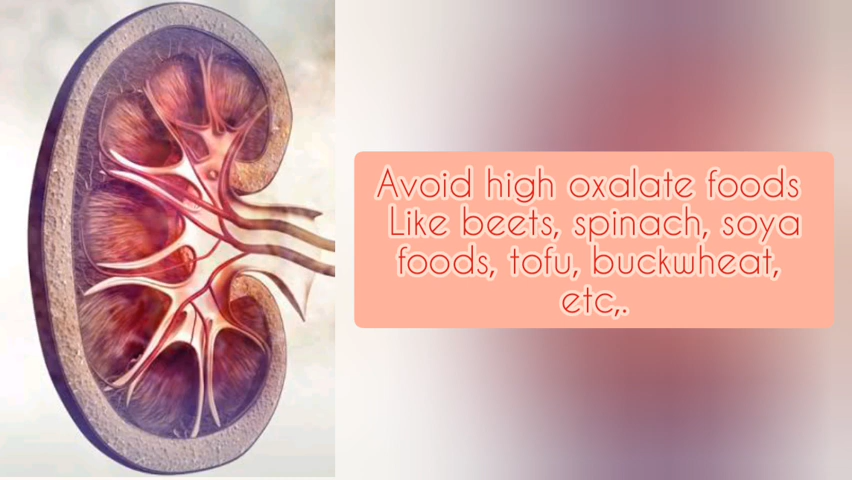 Avoid high oxalate foods
Like beets, spinach, soya
foods, tofu, buckwheat,
etc,.